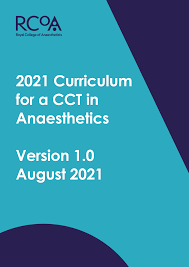 RCoA
Royal College of Anaesthetists
2021 Curriculum
for a CCT in
Anaesthetics
Version 1.0
August 2021